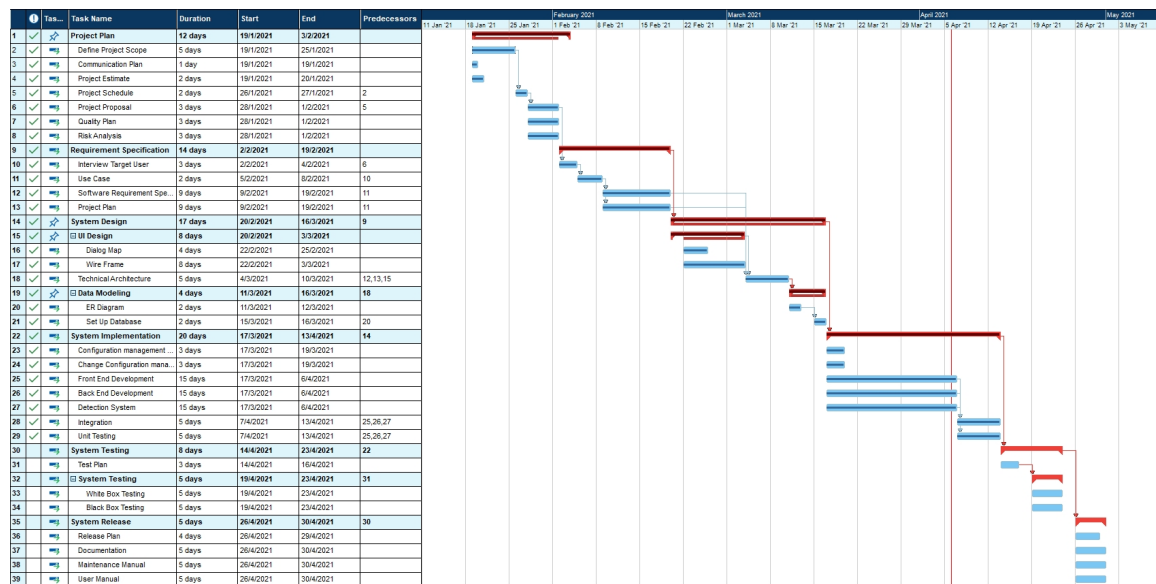 February 2021 March 2021 April 2021 May 2021
Tas... Task Name Duration Start End Predecessors 11 Jan '21 18 Jan '21 25 Jan '21 1 Feb '21 8 Feb '21 15 Feb '21 22 Feb '21 1 Mar '21 8 Mar '21 15 Mar '21 22 Mar '21 29 Mar '21 5 Apr '21 12 Apr '21 19 Apr '21 26 Apr '21 3 May '21
1 Project Plan 12 days 19/1/2021 3/2/2021
2 Define Project Scope 5 days 19/1/2021 25/1/2021
3 Communication Plan 1 day 19/1/2021 19/1/2021
4 Project Estimate 2 days 19/1/2021 20/1/2021
5 Project Schedule 2 days 26/1/2021 27/1/2021 2
6 Project Proposal 3 days 28/1/2021 1/2/2021 5
7 Quality Plan 3 days 28/1/2021 1/2/2021
8 Risk Analysis 3 days 28/1/2021 1/2/2021
9 Requirement Specification 14 days 2/2/2021 19/2/2021
10 Interview Target User 3 days 2/2/2021 4/2/2021 6
11 Use Case 2 days 5/2/2021 8/2/2021 10
12 Software Requirement Spe... 9 days 9/2/2021 19/2/2021 11
13 Project Plan 9 days 9/2/2021 19/2/2021 11
14 System Design 17 days 20/2/2021 16/3/2021 9
15 UI Design 8 days 20/2/2021 3/3/2021
16 Dialog Map 4 days 22/2/2021 25/2/2021
17 Wire Frame 8 days 22/2/2021 3/3/2021
18 Technical Architecture 5 days 4/3/2021 10/3/2021 12,13,15
19 Data Modeling 4 days 11/3/2021 16/3/2021 18
20 ER Diagram 2 days 11/3/2021 12/3/2021
21 Set Up Database 2 days 15/3/2021 16/3/2021 20
22 System Implementation 20 days 17/3/2021 13/4/2021 14
23 Configuration management ... 3 days 17/3/2021 19/3/2021
24 Change Configuration mana... 3 days 17/3/2021 19/3/2021
25 Front End Development 15 days 17/3/2021 6/4/2021
26 Back End Development 15 days 17/3/2021 6/4/2021
27 Detection System 15 days 17/3/2021 6/4/2021
28 Integration 5 days 7/4/2021 13/4/2021 25,26,27
29 Unit Testing 5 days 7/4/2021 13/4/2021 25,26,27
30 System Testing 8 days 14/4/2021 23/4/2021 22
31 Test Plan 3 days 14/4/2021 16/4/2021
32 System Testing 5 days 19/4/2021 23/4/2021 31
33 White Box Testing 5 days 19/4/2021 23/4/2021
34 Black Box Testing 5 days 19/4/2021 23/4/2021
35 System Release 5 days 26/4/2021 30/4/2021 30
36 Release Plan 4 days 26/4/2021 29/4/2021
37 Documentation 5 days 26/4/2021 30/4/2021
38 Maintenance Manual 5 days 26/4/2021 30/4/2021
39 User Manual 5 days 26/4/2021 30/4/2021